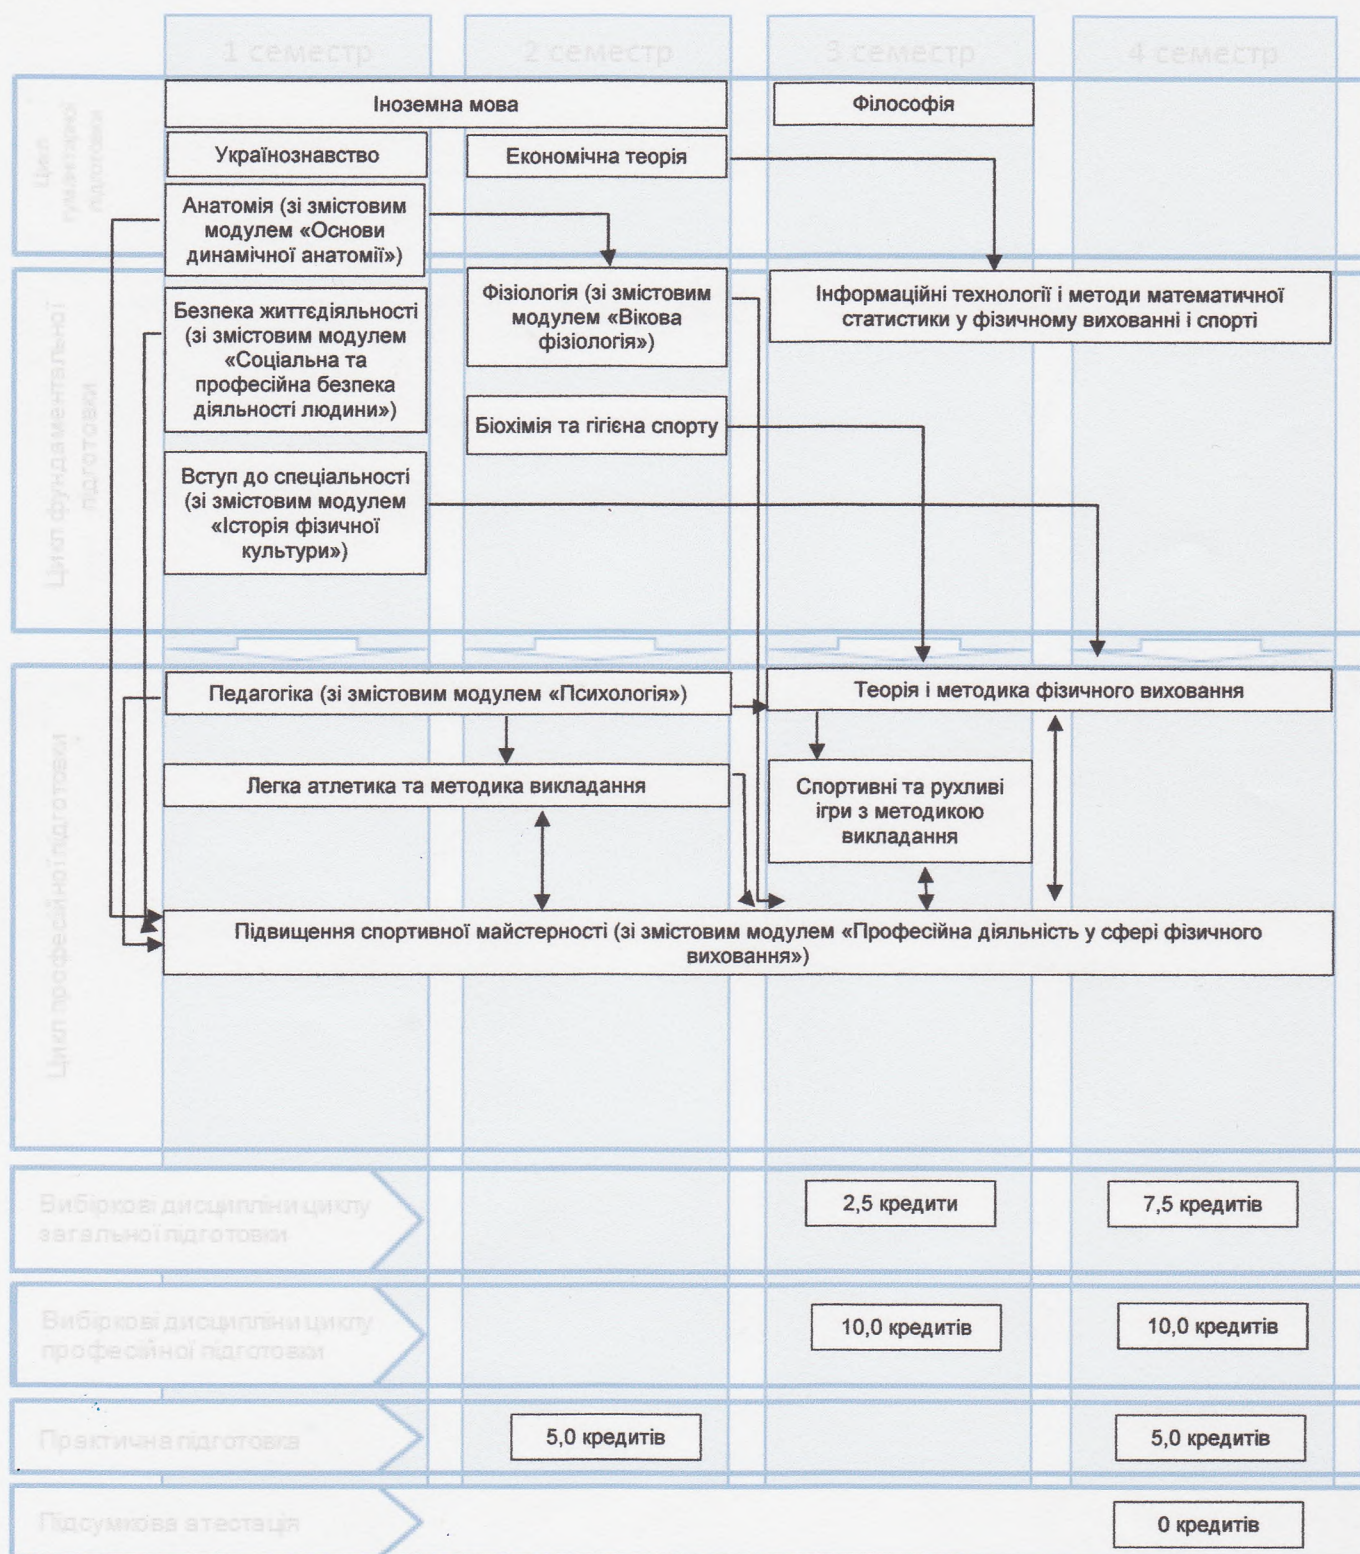 1 семестр
2 семестр
3 семестр
4 семестр
Цикл
гуманітарної
підготовки
Іноземна мова
Філософія
Українознавство
Економічна теорія
Анатомія (зі змістовим
модулем «Основи
динамічної анатомії»)
Цикл фундаментальної
підготовки
Безпека життєдіяльності
(зі змістовим модулем
«Соціальна та
професійна безпека
діяльності людини»)
Фізіологія (зі змістовим
модулем «Вікова
фізіологія»)
Інформаційні технології і методи математичної
статистики у фізичному вихованні і спорті
Біохімія та гігієна спорту
Вступ до спеціальності
(зі змістовим модулем
«Історія фізичної
культури»)
Цикл професійної підготовки
Педагогіка (зі змістовим модулем «Психологія»)
Теорія і методика фізичного виховання
Легка атлетика та методика викладання
Спортивні та рухливі
ігри з методикою
викладання
Підвищення спортивної майстерності (зі змістовим модулем «Професійна діяльність у сфері фізичного
виховання»)
Вибіркові дисципліни циклу
загальної підготовки
2,5 кредити
7,5 кредитів
Вибіркові дисципліни циклу
професійної підготовки
10,0 кредитів
10,0 кредитів
Практична підготовка
5,0 кредитів
5,0 кредитів
Підсумкова атестація
0 кредитів